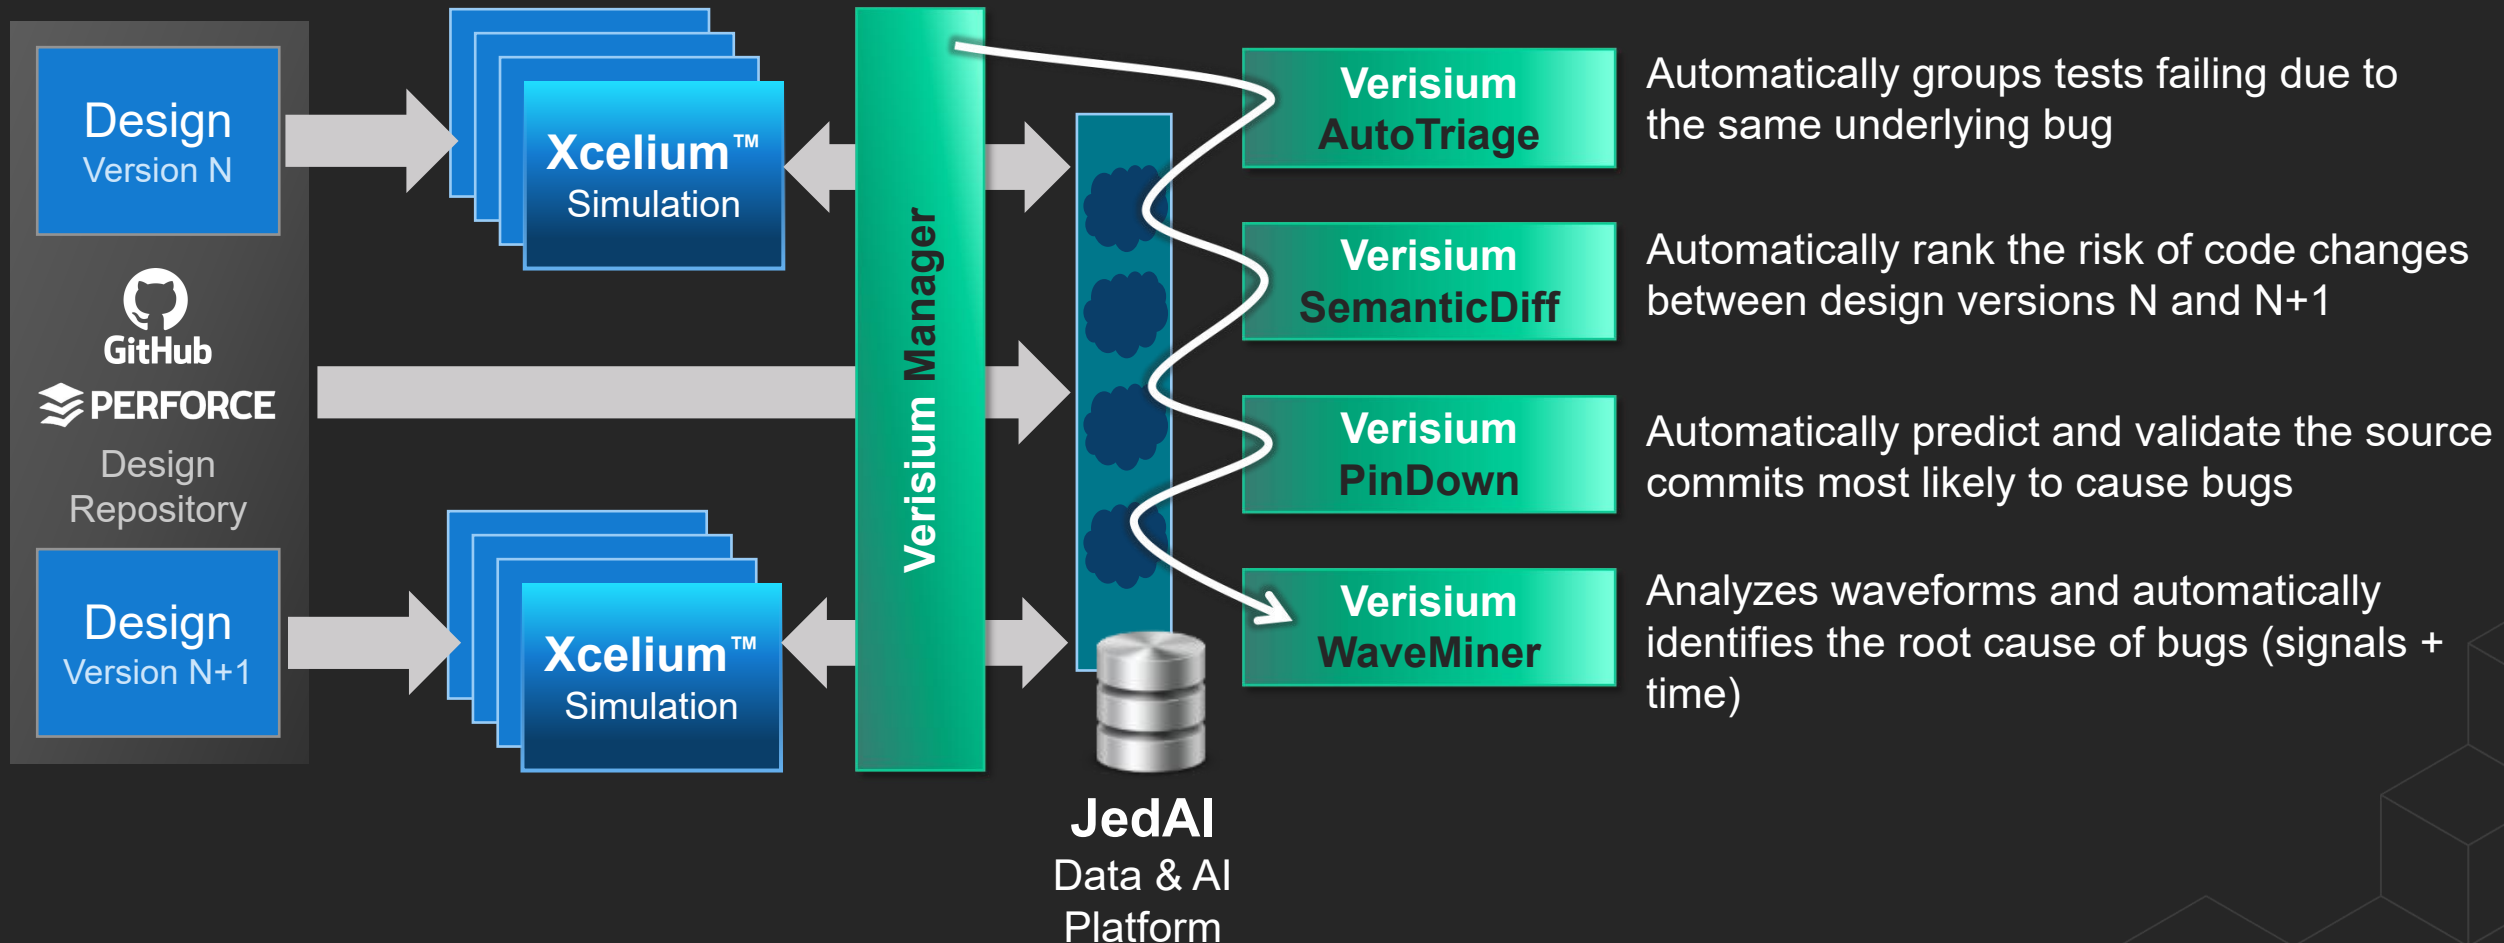 Design
Version N
GitHub
PERFORCE
Design
Repository
Design
Version N+1
Xcelium™
Simulation
Xcelium™
Simulation
Verisium Manager
JedAI
Data & AI
Platform
Verisium
AutoTriage
Automatically groups tests failing due to
the same underlying bug
Verisium
SemanticDiff
Automatically rank the risk of code changes
between design versions N and N+1
Verisium
PinDown
Automatically predict and validate the source
commits most likely to cause bugs
Verisium
WaveMiner
Analyzes waveforms and automatically
identifies the root cause of bugs (signals +
time)